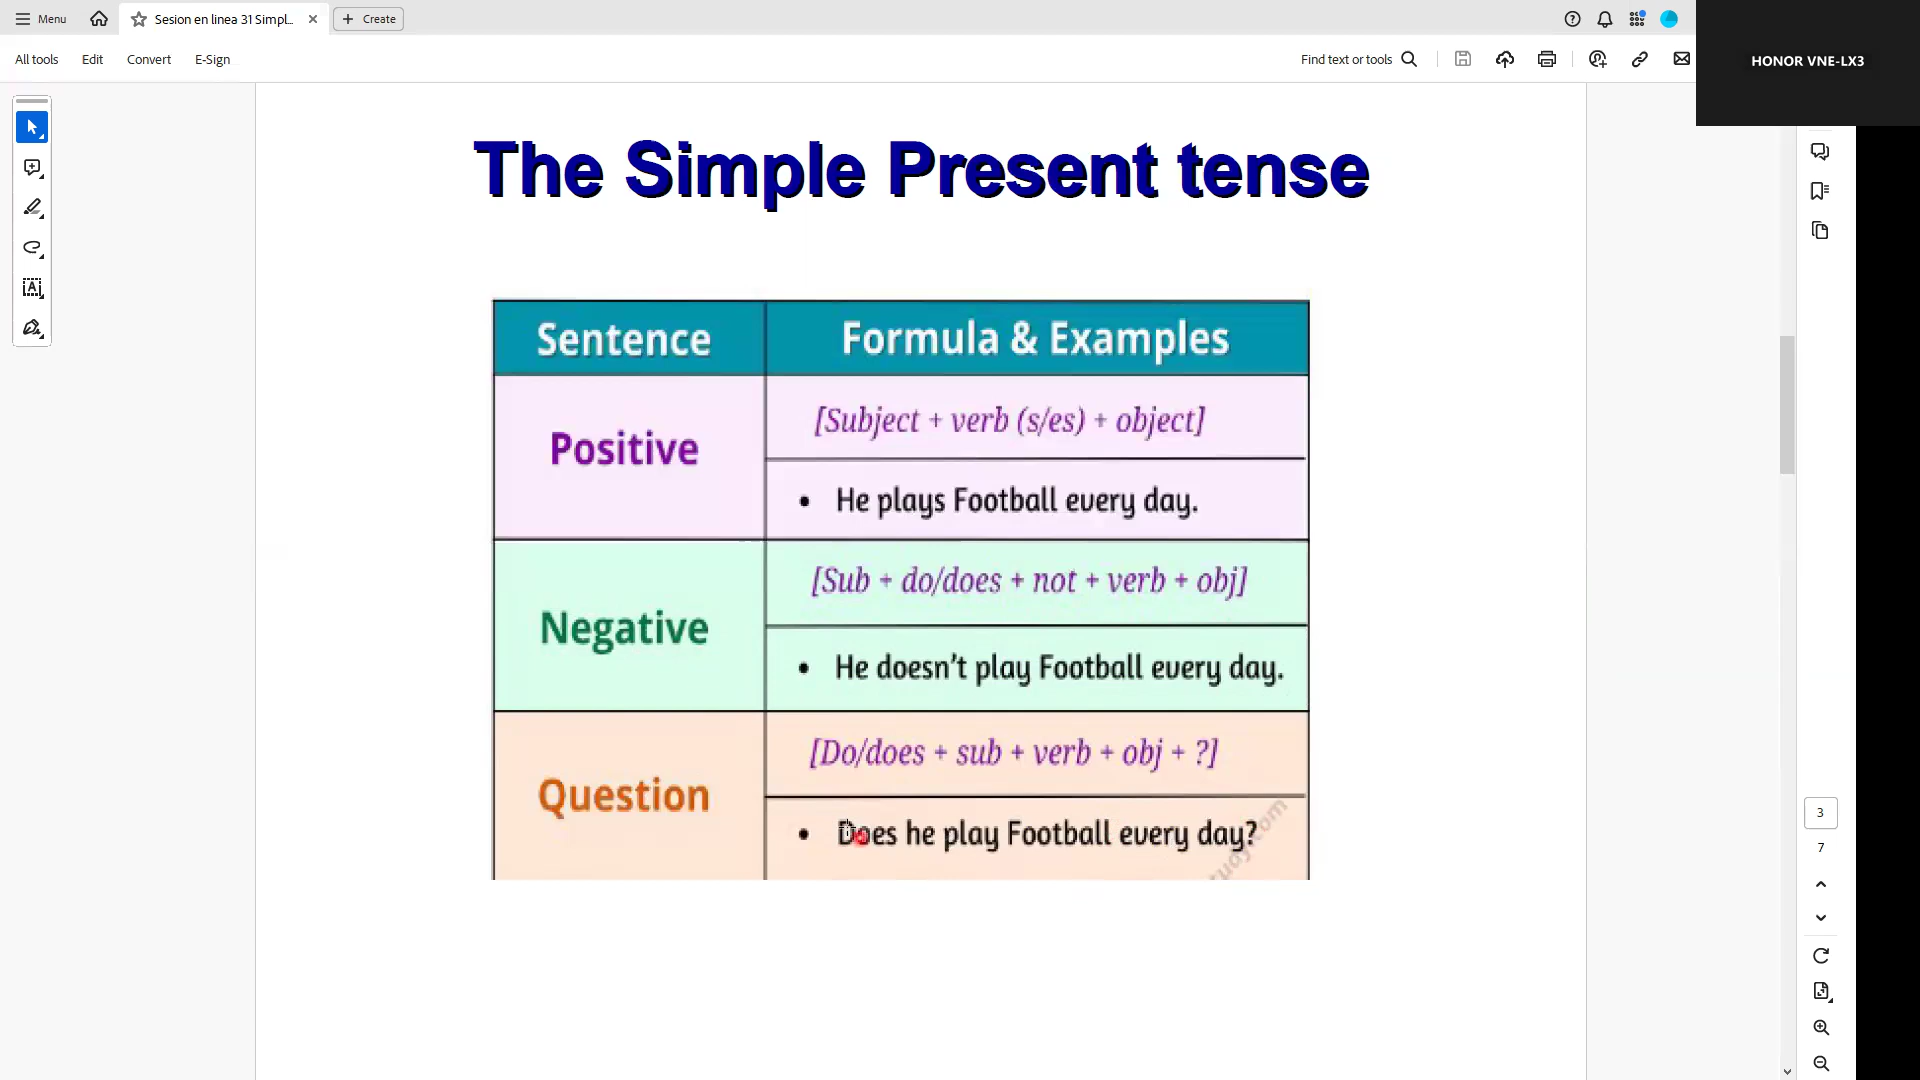 Menu
Sesion en linea 31 Simpl...
Create
All tools
Edit
Convert
E-Sign
Find text or tools
HONOR VNE-LX3
The Simple Present tense
Sentence
Formula & Examples
Positive
[Subject + verb (s/es) + object]
• He plays Football every day.
Negative
[Sub + do/does + not + verb + obj]
• He doesn't play Football every day.
Question
[Do/does + sub + verb + obj + ?]
• Does he play Football every day?
3
7